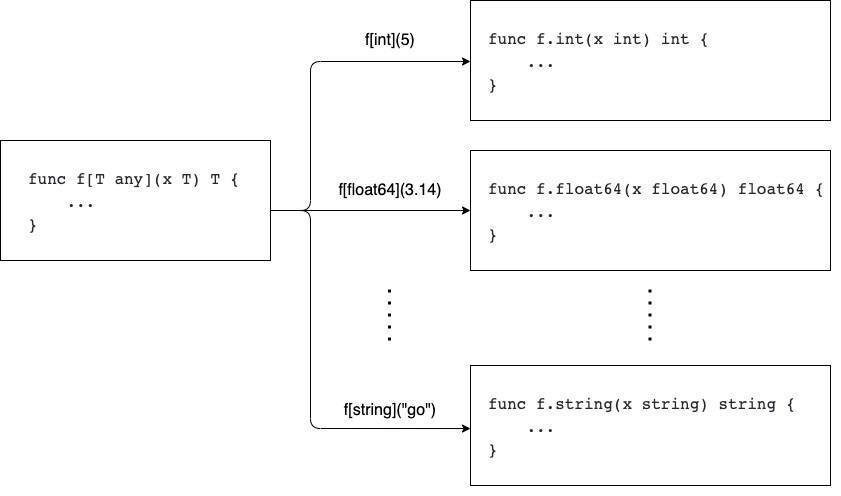 func f[T any](x T) T {
...
}
f[int](5)
func f.int(x int) int {
...
}
f[float64](3.14)
func f.float64(x float64) float64 {
...
}
f[string]("go")
func f.string(x string) string {
...
}